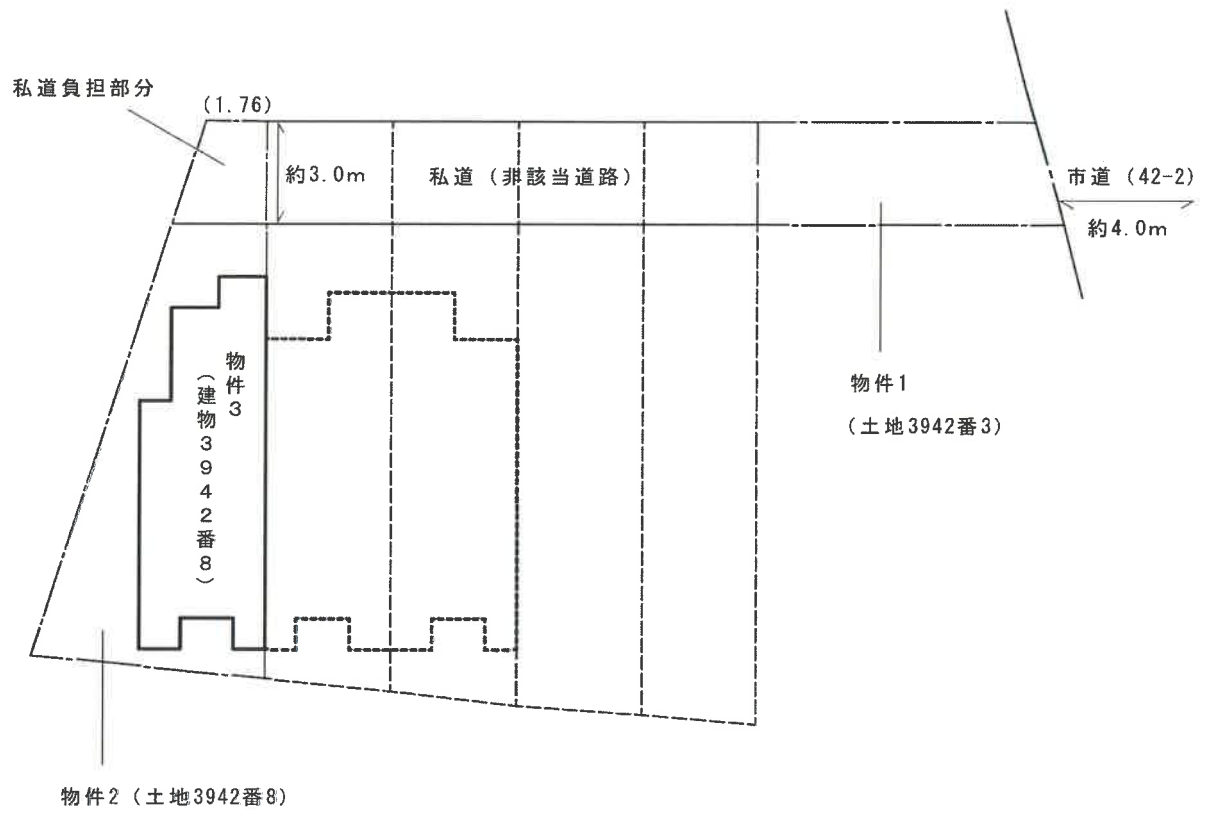 私道負担部分
(1.76)
約3.0m
私道（非該当道路）
市道（42-2）
約4.0m
物件1
（土地3942番3）
物件3
（建物3942番8）
物件2（土地3942番8）